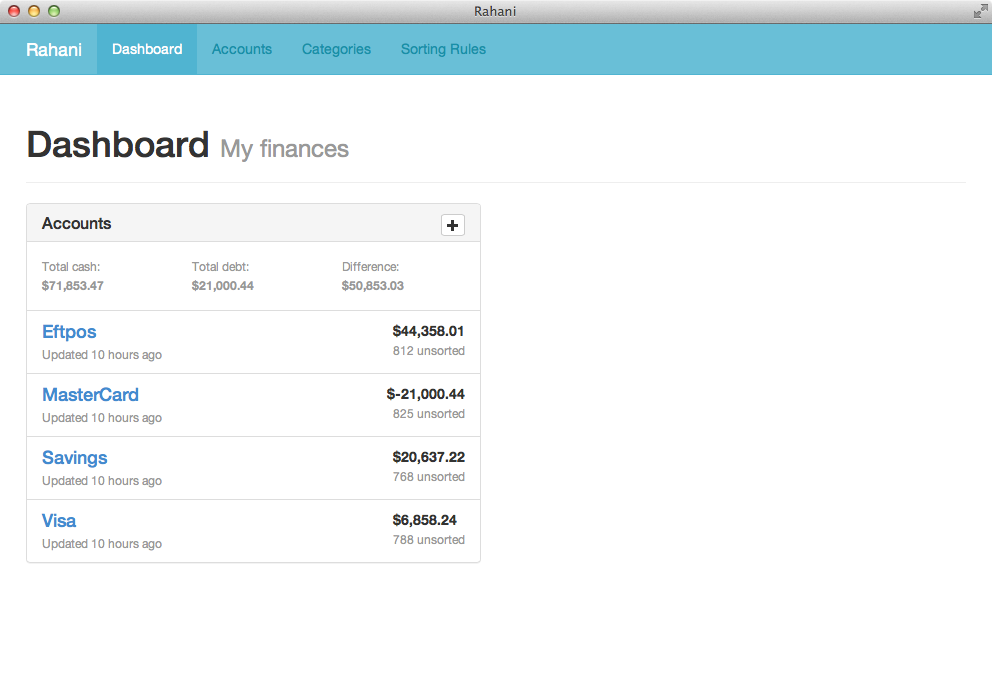 Rahani
Rahani Dashboard Accounts Categories Sorting Rules
Dashboard My finances
Accounts
Total cash: Total debt: Difference:
$71,853.47 $21,000.44 $50,853.03
Eftpos $44,358.01
Updated 10 hours ago 812 unsorted
MasterCard $-21,000.44
Updated 10 hours ago 825 unsorted
Savings $20,637.22
Updated 10 hours ago 768 unsorted
Visa $6,858.24
Updated 10 hours ago 788 unsorted